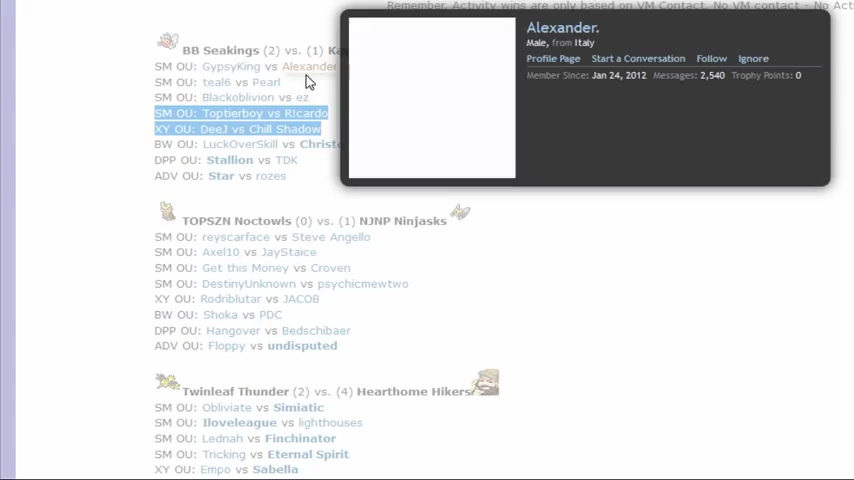 Remember, Activity wins are only based on VM Contact. No VM contact - No Acti
BB Seakings (2) vs. (1) Ka
SM OU: GypsyKing vs Alexander
SM OU: teal6 vs Pearl
SM OU: Blackoblivion vs ez
SM OU: Toptierboy vs R!cardo
XY OU: DeeJ vs Chill Shadow
BW OU: LuckOverSkill vs Christo
DPP OU: Stallion vs TDK
ADV OU: Star vs rozes
Alexander.
Male, from Italy
Profile Page Start a Conversation Follow Ignore
Member Since: Jan 24, 2012 Messages: 2,540 Trophy Points: 0
TOPSZN Noctowls (0) vs. (1) NJNP Ninjasks
SM OU: reyscarface vs Steve Angello
SM OU: Axel10 vs JayStaice
SM OU: Get this Money vs Croven
SM OU: DestinyUnknown vs psychicmewtwo
XY OU: Rodriblutar vs JACOB
BW OU: Shoka vs PDC
DPP OU: Hangover vs Bedschibaer
ADV OU: Floppy vs undisputed
Twinleaf Thunder (2) vs. (4) Hearthome Hikers
SM OU: Obliviate vs Simiatic
SM OU: Iloveleague vs lighthouses
SM OU: Lednah vs Finchinator
SM OU: Tricking vs Eternal Spirit
XY OU: Empo vs Sabella